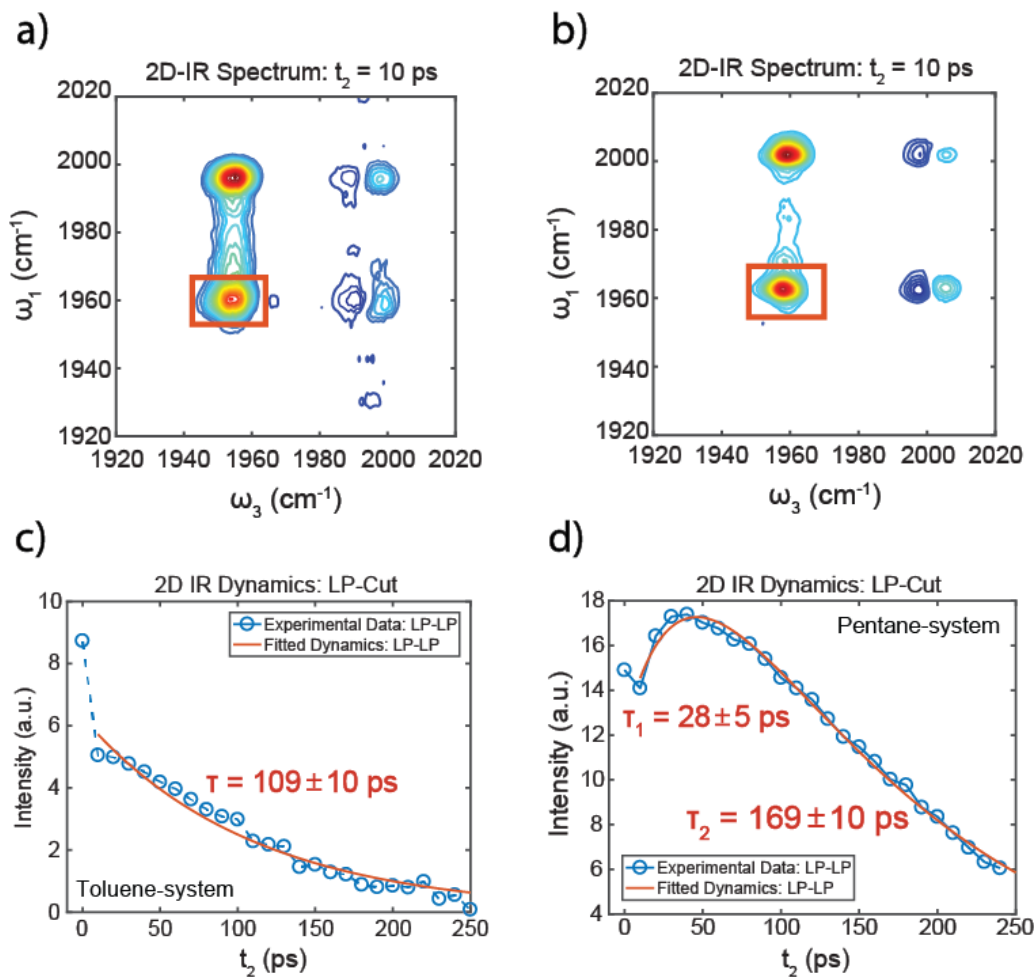 a)
2D-IR Spectrum: t2 = 10 ps
2020
2000
1980
1960
1940
1920
ω1 (cm-1)
1920 1940 1960 1980 2000 2020
ω3 (cm-1)
b)
2D-IR Spectrum: t2 = 10 ps
2020
2000
1980
1960
1940
1920
ω1 (cm-1)
1920 1940 1960 1980 2000 2020
ω3 (cm-1)
c)
2D IR Dynamics: LP-Cut
10
8
6
4
2
0
Intensity (a.u.)
Experimental Data: LP-LP
Fitted Dynamics: LP-LP
τ = 109±10 ps
Toluene-system
0 50 100 150 200 250
t2 (ps)
d)
2D IR Dynamics: LP-Cut
18
16
14
12
10
8
6
4
Intensity (a.u.)
Pentane-system
τ1 = 28±5 ps
τ2 = 169±10 ps
Experimental Data: LP-LP
Fitted Dynamics: LP-LP
0 50 100 150 200 250
t2 (ps)